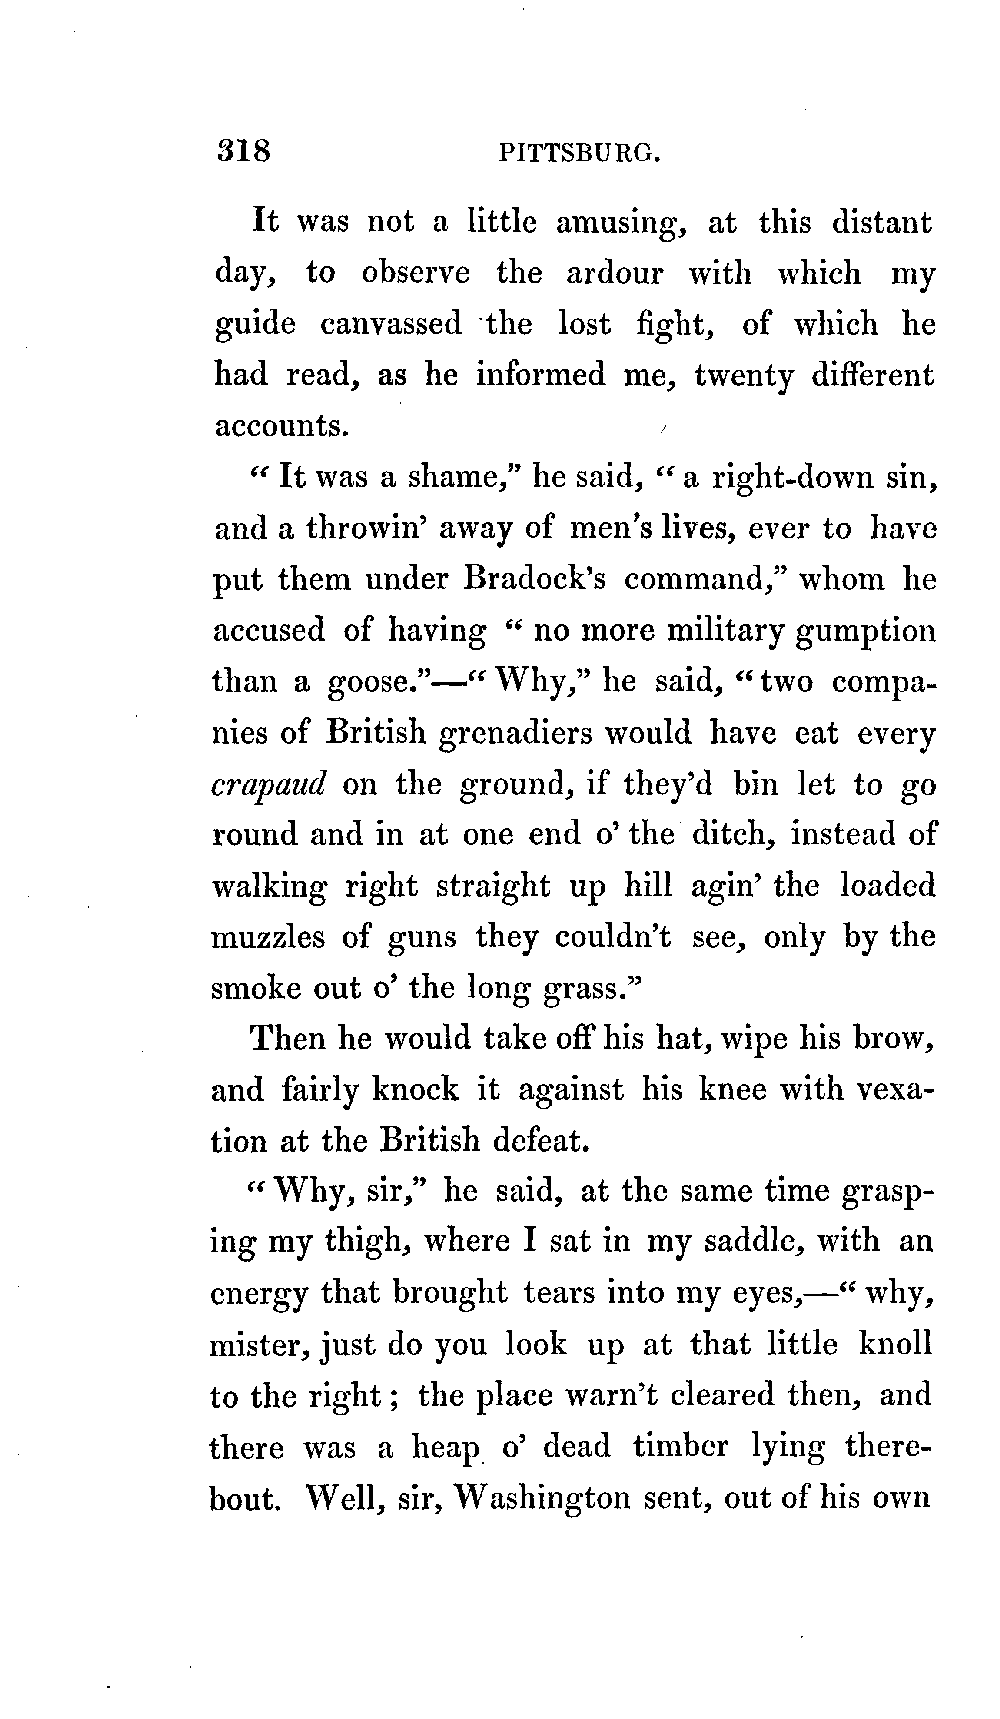 318 PITTSBURG.
It was not a little amusing, at this distant
day, to observe the ardour with which my
guide canvassed the lost fight, of which he
had read, as he informed me, twenty different
accounts.
“ It was a shame,” he said, “ a right-down sin,
and a throwin’ away of men's lives, ever to have
put them under Bradock’s command,” whom he
accused of having “ no more military gumption
than a goose.”—“ Why,” he said, “ two compa-
nies of British grenadiers would have eat every
crapaud on the ground, if they’d bin let to go
round and in at one end o’ the ditch, instead of
walking right straight up hill agin’ the loaded
muzzles of guns they couldn’t see, only by the
smoke out o’ the long grass.”
Then he would take off his hat, wipe his brow,
and fairly knock it against his knee with vexa-
tion at the British defeat.
“ Why, sir,” he said, at the same time grasp-
ing my thigh, where I sat in my saddle, with an
energy that brought tears into my eyes,—“ why,
mister, just do you look up at that little knoll
to the right ; the place warn’t cleared then, and
there was a heap o’ dead timber lying there-
bout. Well, sir, Washington sent, out of his own